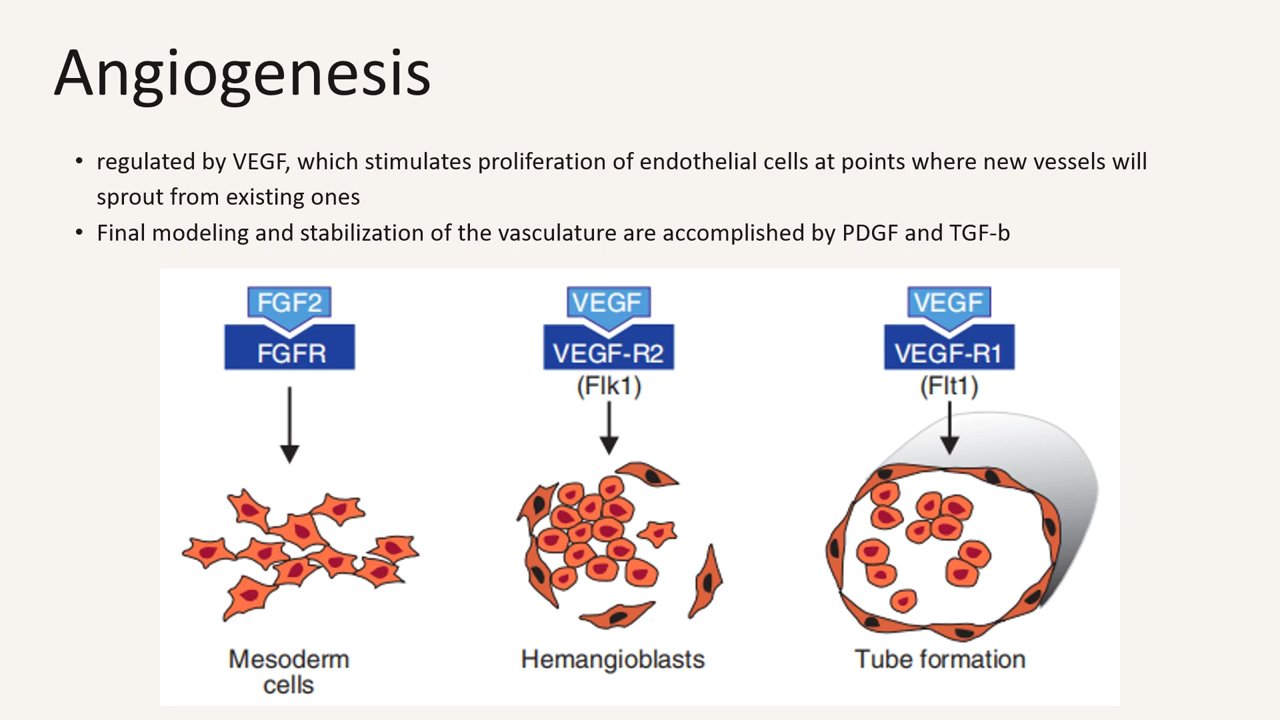 Angiogenesis
• regulated by VEGF, which stimulates proliferation of endothelial cells at points where new vessels will
sprout from existing ones
• Final modeling and stabilization of the vasculature are accomplished by PDGF and TGF-b
FGF2
FGFR
VEGF
VEGF-R2
(Flk1)
VEGF
VEGF-R1
(Flt1)
Mesoderm
cells
Hemangioblasts
Tube formation